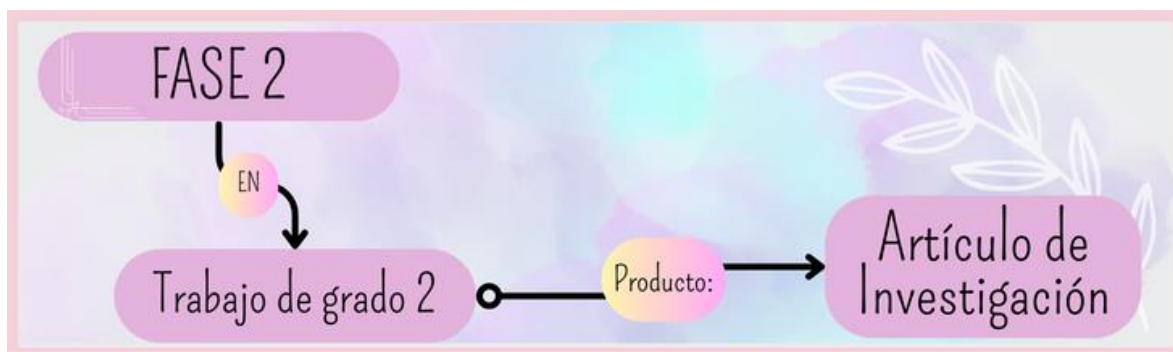 FASE 2
EN
Trabajo de grado 2
Producto:
Artículo de
Investigación